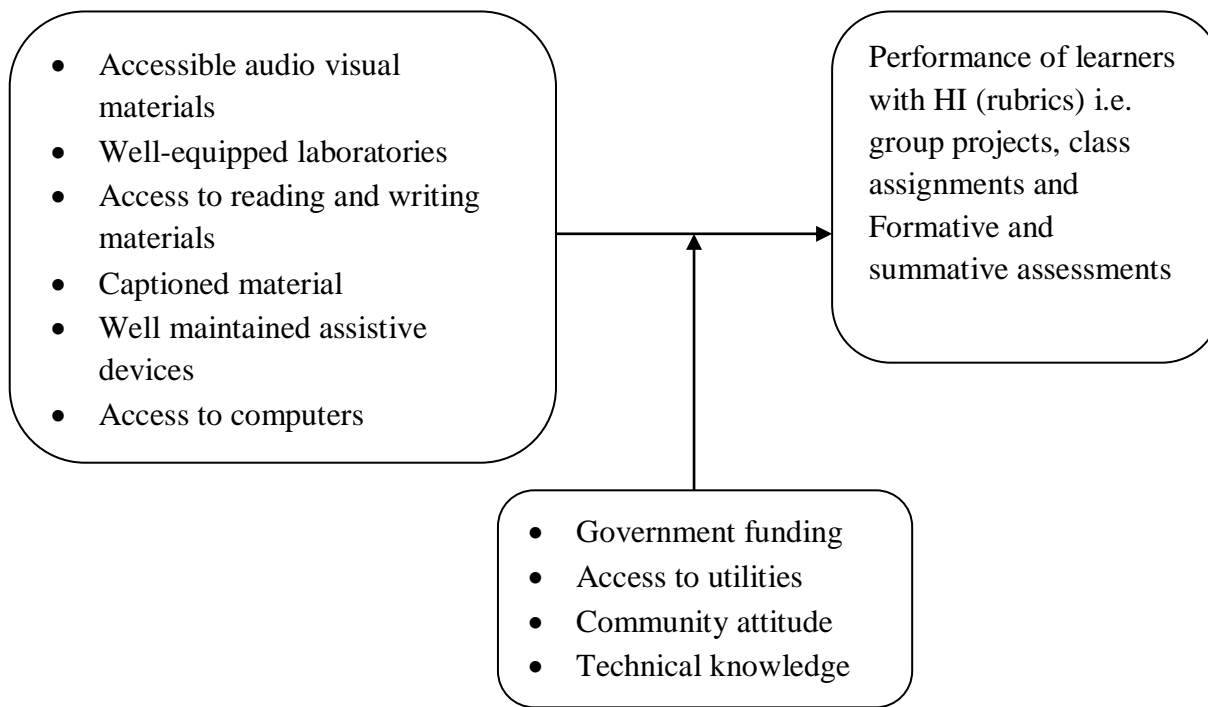 • Accessible audio visual
materials
• Well-equipped laboratories
• Access to reading and writing
materials
• Captioned material
• Well maintained assistive
devices
• Access to computers
Performance of learners
with HI (rubrics) i.e.
group projects, class
assignments and
Formative and
summative assessments
• Government funding
• Access to utilities
• Community attitude
• Technical knowledge